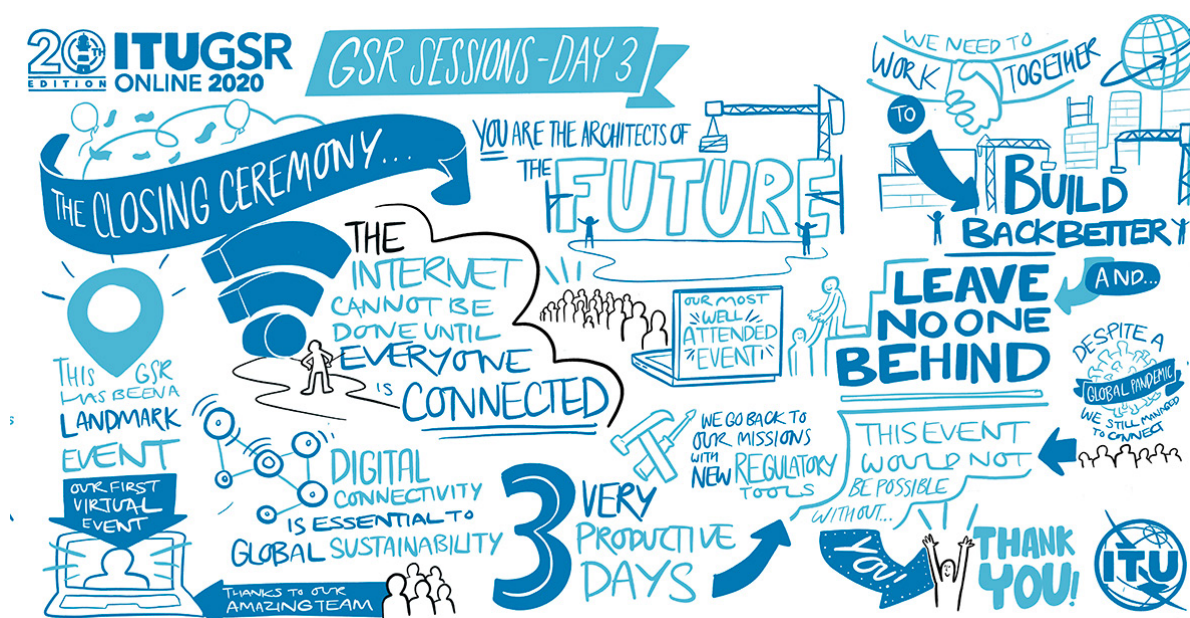 20TH
EDITION
ITUGSR
ONLINE 2020
GSR SESSIONS - DAY 3
THE CLOSING CEREMONY...
YOU ARE THE ARCHITECTS OF
THE FUTURE
WE NEED TO
WORK TOGETHER
TO
BUILD
BACK BETTER
AND...
LEAVE
NO ONE
BEHIND
THE
INTERNET
CANNOT BE
DONE UNTIL
EVERYONE
IS CONNECTED
OUR MOST
WELL
ATTENDED
EVENT
DESPITE A
GLOBAL PANDEMIC
WE STILL MANAGED
TO CONNECT
THIS GSR
HAS BEEN A
LANDMARK
EVENT
OUR FIRST
VIRTUAL
EVENT
THANKS TO OUR
AMAZING TEAM
DIGITAL
CONNECTIVITY
IS ESSENTIAL TO
GLOBAL SUSTAINABILITY
3 VERY
PRODUCTIVE
DAYS
WE GO BACK TO
OUR MISSIONS
WITH
NEW REGULATORY
TOOLS
THIS EVENT
WOULD NOT
BE POSSIBLE
WITHOUT...
YOU!
THANK
YOU!
ITU